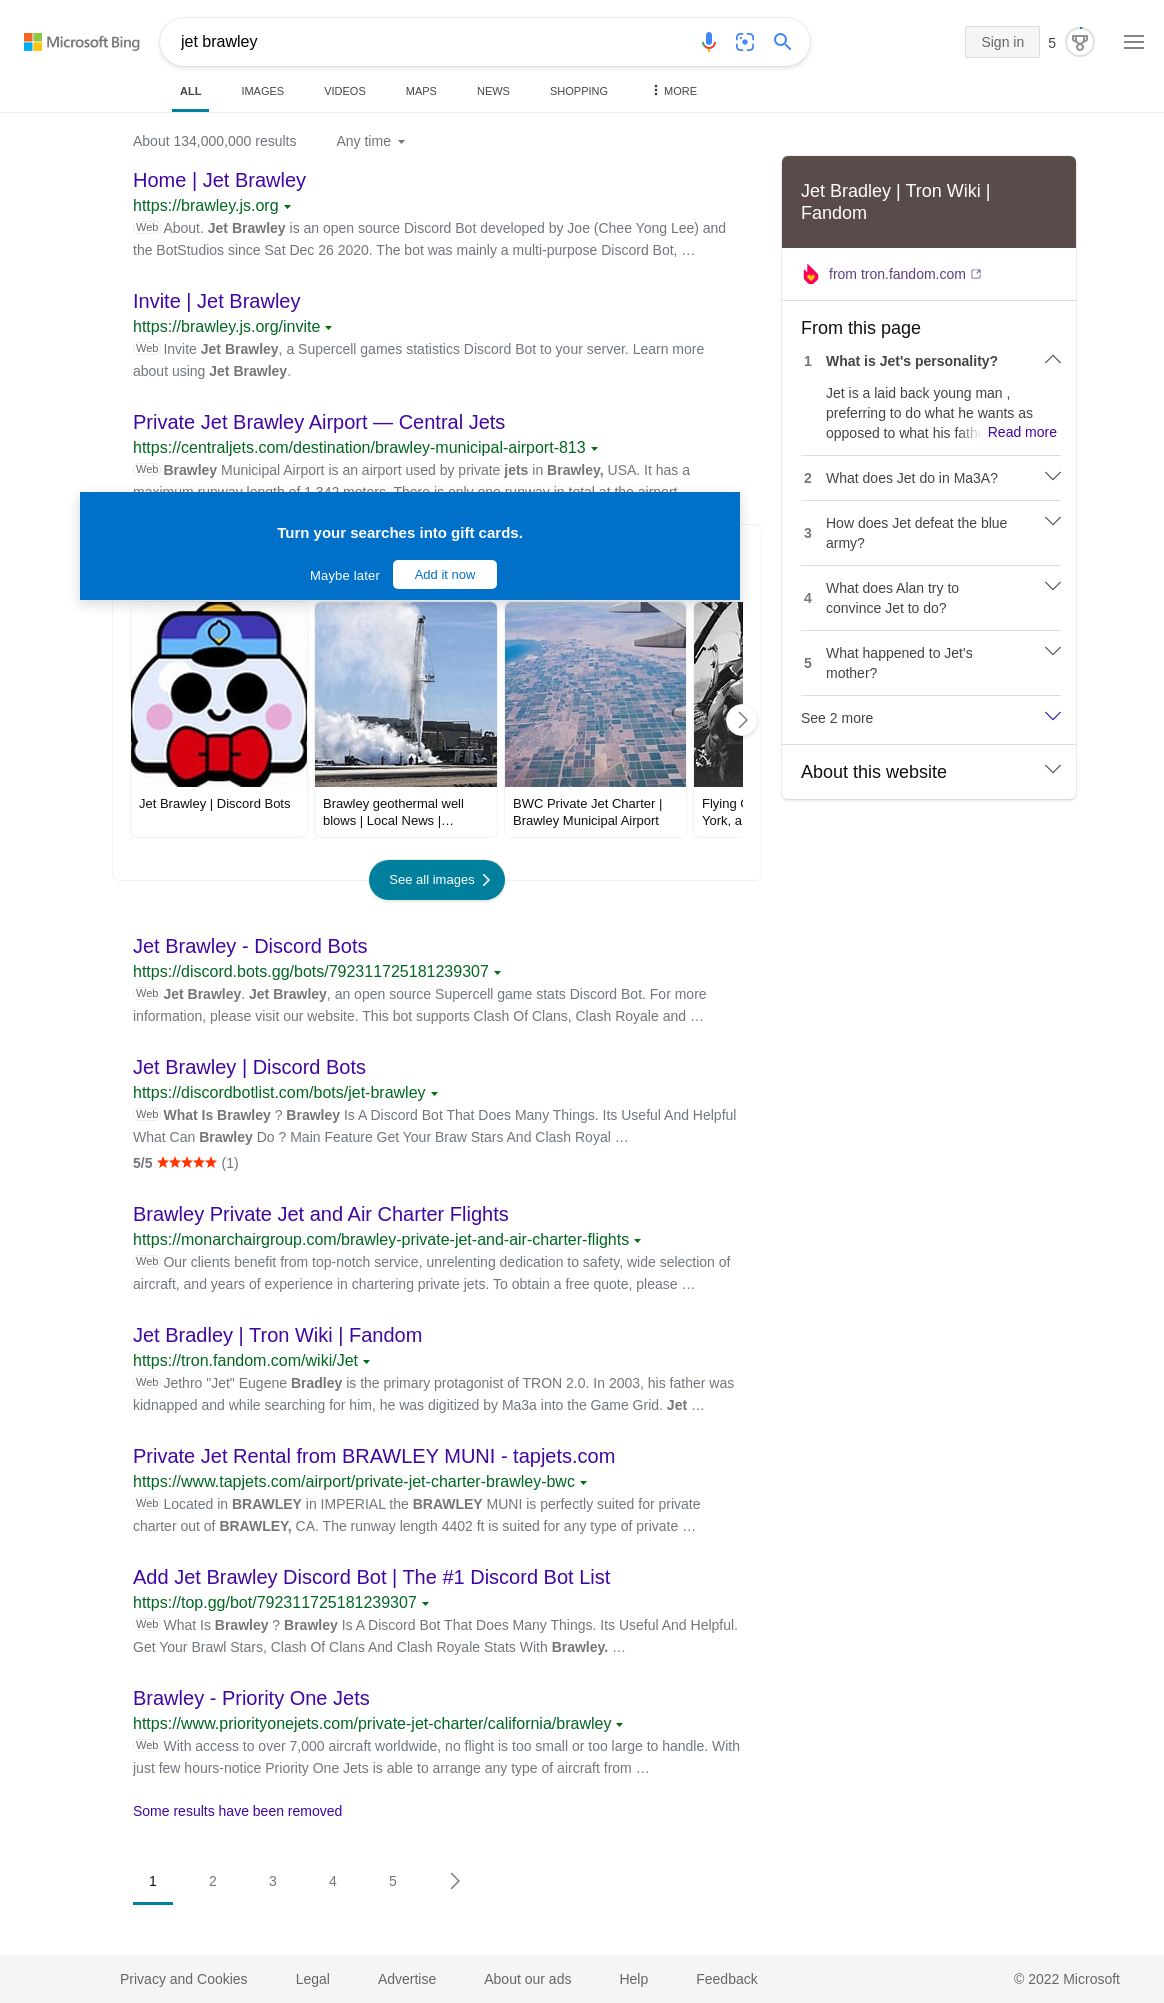 Microsoft Bing
jet brawley
Sign in
5
ALL
IMAGES
VIDEOS
MAPS
NEWS
SHOPPING
MORE
About 134,000,000 results
Any time
Home | Jet Brawley
https://brawley.js.org
Web About. Jet Brawley is an open source Discord Bot developed by Joe (Chee Yong Lee) and
the BotStudios since Sat Dec 26 2020. The bot was mainly a multi-purpose Discord Bot, …
Invite | Jet Brawley
https://brawley.js.org/invite
Web Invite Jet Brawley, a Supercell games statistics Discord Bot to your server. Learn more
about using Jet Brawley.
Private Jet Brawley Airport — Central Jets
https://centraljets.com/destination/brawley-municipal-airport-813
Web Brawley Municipal Airport is an airport used by private jets in Brawley, USA. It has a
maximum runway length of 1,342 meters. There is only one runway in total at the airport.
Turn your searches into gift cards.
Maybe later
Add it now
Jet Brawley | Discord Bots
Brawley geothermal well
blows | Local News |…
BWC Private Jet Charter |
Brawley Municipal Airport
Flying
York, a
See all images
Jet Brawley - Discord Bots
https://discord.bots.gg/bots/792311725181239307
Web Jet Brawley. Jet Brawley, an open source Supercell game stats Discord Bot. For more
information, please visit our website. This bot supports Clash Of Clans, Clash Royale and …
Jet Brawley | Discord Bots
https://discordbotlist.com/bots/jet-brawley
Web What Is Brawley ? Brawley Is A Discord Bot That Does Many Things. Its Useful And Helpful
What Can Brawley Do ? Main Feature Get Your Braw Stars And Clash Royal …
5/5 ★★★★★ (1)
Brawley Private Jet and Air Charter Flights
https://monarchairgroup.com/brawley-private-jet-and-air-charter-flights
Web Our clients benefit from top-notch service, unrelenting dedication to safety, wide selection of
aircraft, and years of experience in chartering private jets. To obtain a free quote, please …
Jet Bradley | Tron Wiki | Fandom
https://tron.fandom.com/wiki/Jet
Web Jethro "Jet" Eugene Bradley is the primary protagonist of TRON 2.0. In 2003, his father was
kidnapped and while searching for him, he was digitized by Ma3a into the Game Grid. Jet …
Private Jet Rental from BRAWLEY MUNI - tapjets.com
https://www.tapjets.com/airport/private-jet-charter-brawley-bwc
Web Located in BRAWLEY in IMPERIAL the BRAWLEY MUNI is perfectly suited for private
charter out of BRAWLEY, CA. The runway length 4402 ft is suited for any type of private …
Add Jet Brawley Discord Bot | The #1 Discord Bot List
https://top.gg/bot/792311725181239307
Web What Is Brawley ? Brawley Is A Discord Bot That Does Many Things. Its Useful And Helpful.
Get Your Brawl Stars, Clash Of Clans And Clash Royale Stats With Brawley. …
Brawley - Priority One Jets
https://www.priorityonejets.com/private-jet-charter/california/brawley
Web With access to over 7,000 aircraft worldwide, no flight is too small or too large to handle. With
just few hours-notice Priority One Jets is able to arrange any type of aircraft from …
Some results have been removed
1
2
3
4
5
Jet Bradley | Tron Wiki |
Fandom
from tron.fandom.com
From this page
1 What is Jet's personality?
Jet is a laid back young man ,
preferring to do what he wants as
opposed to what his fath Read more
2 What does Jet do in Ma3A?
3 How does Jet defeat the blue
army?
4 What does Alan try to
convince Jet to do?
5 What happened to Jet's
mother?
See 2 more
About this website
Privacy and Cookies
Legal
Advertise
About our ads
Help
Feedback
© 2022 Microsoft